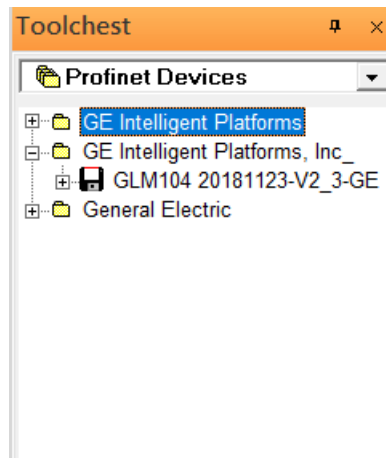 Toolchest
Profinet Devices
GE Intelligent Platforms
GE Intelligent Platforms, Inc_
GLM104 20181123-V2_3-GE
General Electric